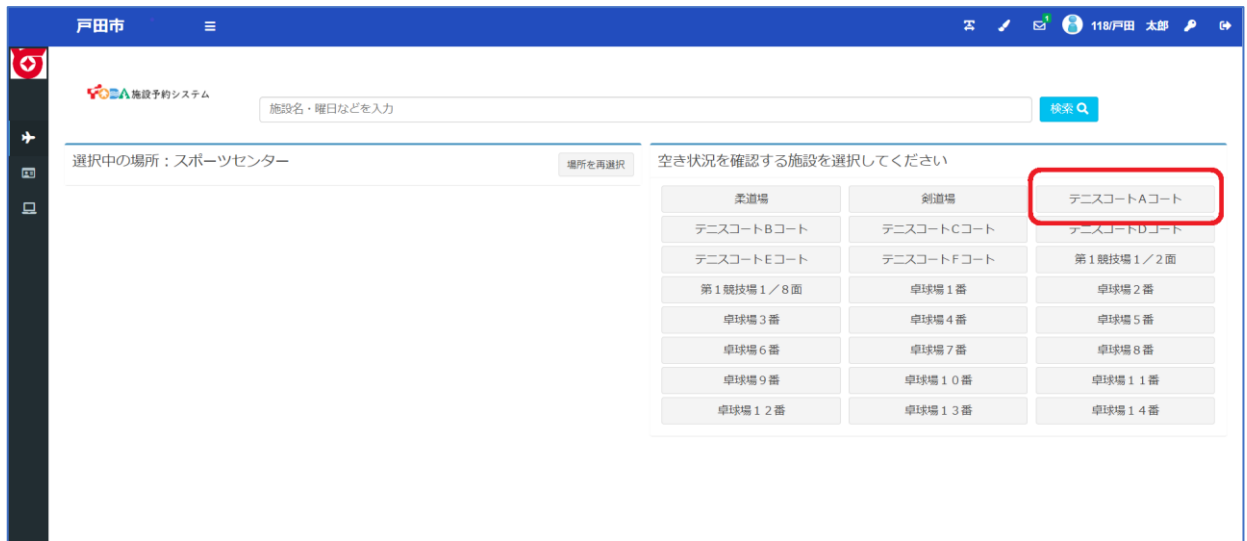 戸田市
1
118/戸田 太郎
TODA 施設予約システム
施設名・曜日などを入力
検索
選択中の場所：スポーツセンター
場所を再選択
空き状況を確認する施設を選択してください
柔道場 剣道場 テニスコートAコート
テニスコートBコート テニスコートCコート テニスコートDコート
テニスコートEコート テニスコートFコート 第１競技場１／２面
第１競技場１／８面 卓球場１番 卓球場２番
卓球場３番 卓球場４番 卓球場５番
卓球場６番 卓球場７番 卓球場８番
卓球場９番 卓球場１０番 卓球場１１番
卓球場１２番 卓球場１３番 卓球場１４番